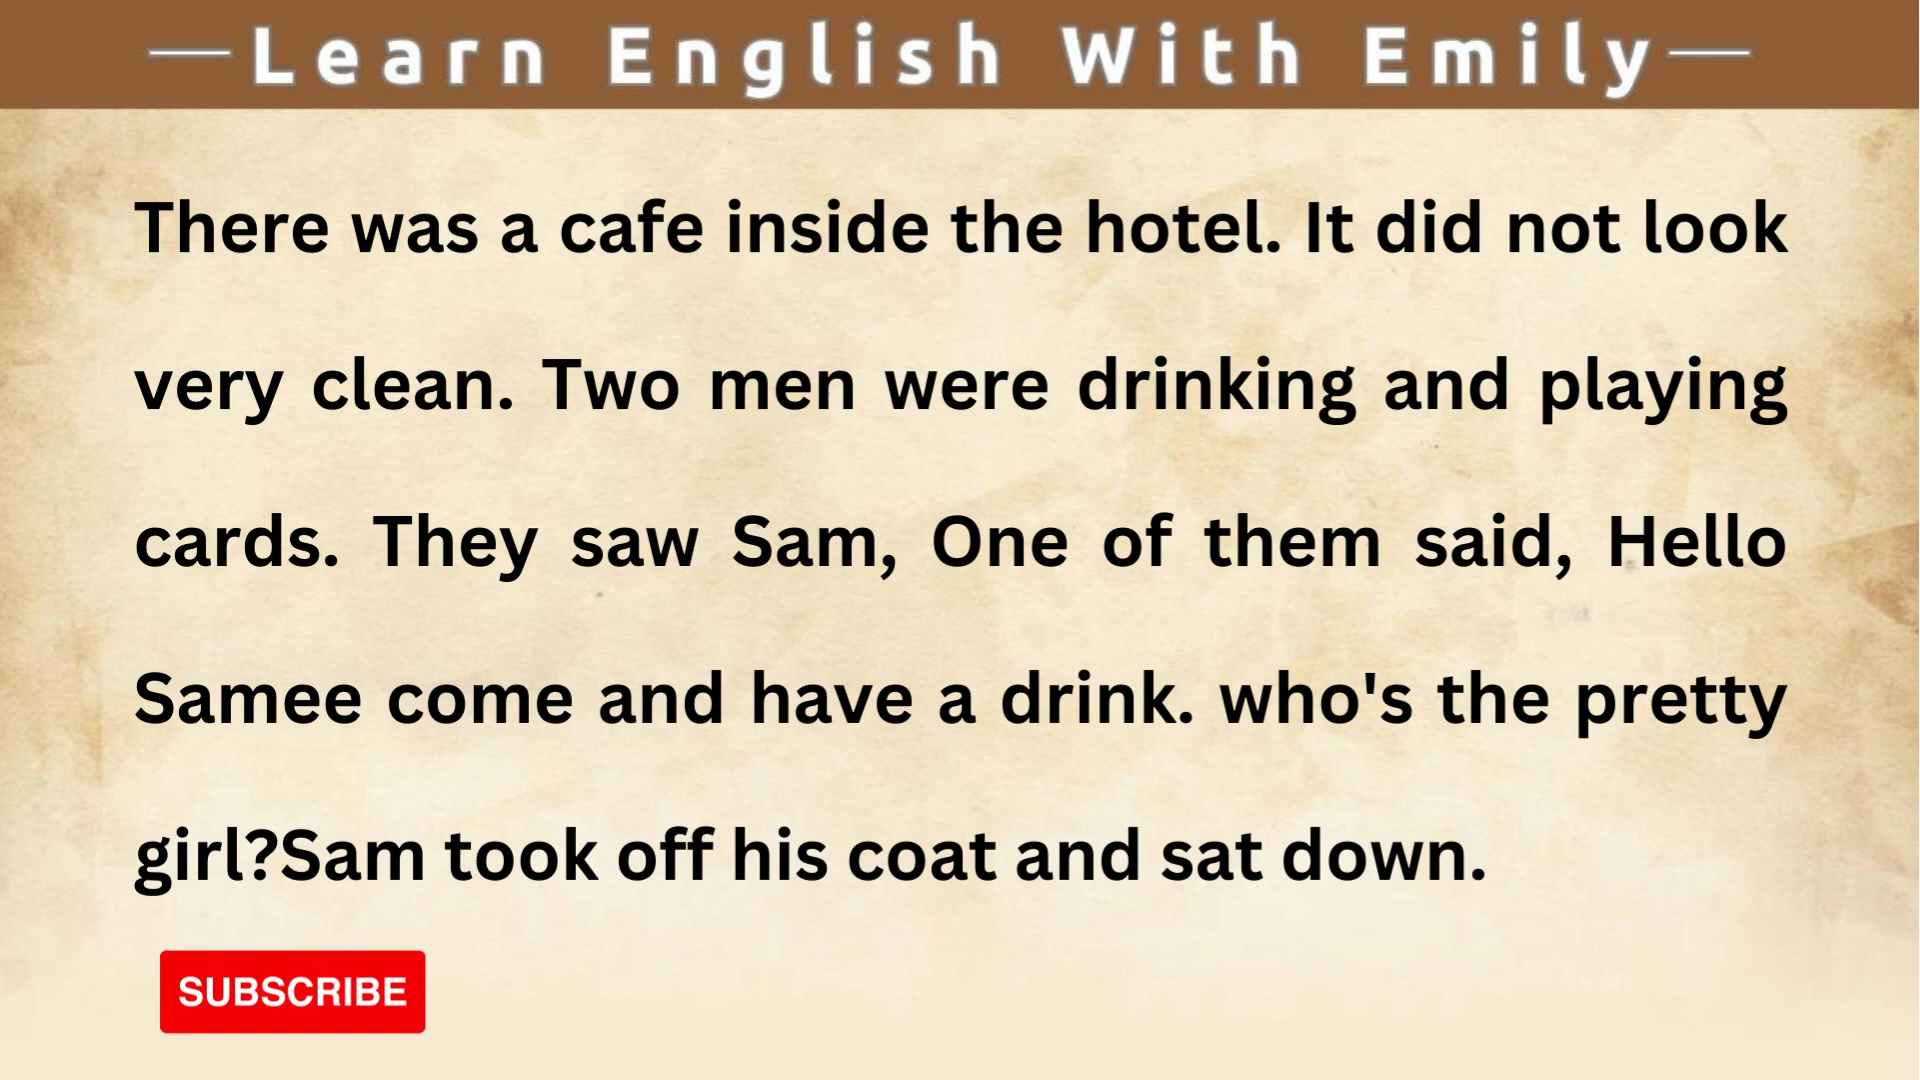 Learn English With Emily
There was a cafe inside the hotel. It did not look
very clean. Two men were drinking and playing
cards. They saw Sam, One of them said, Hello
Samee come and have a drink. who's the pretty
girl?Sam took off his coat and sat down.
SUBSCRIBE